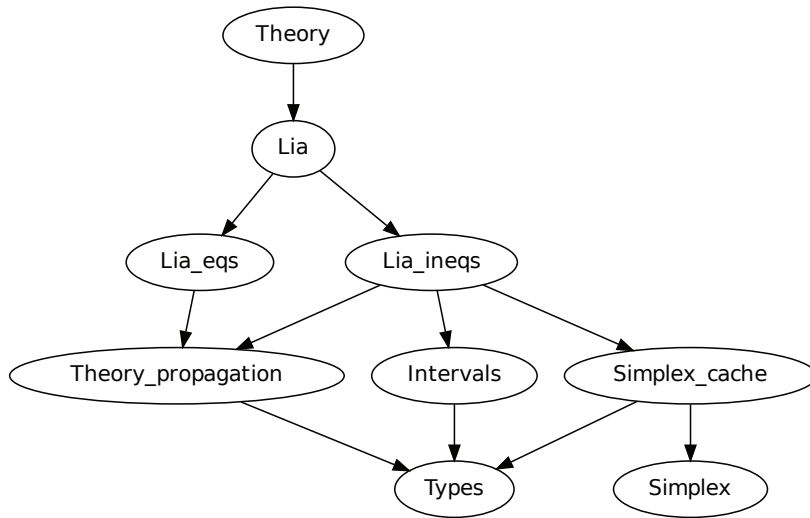 Theory
Lia
Lia_eqs
Lia_ineqs
Theory_propagation
Intervals
Simplex_cache
Types
Simplex